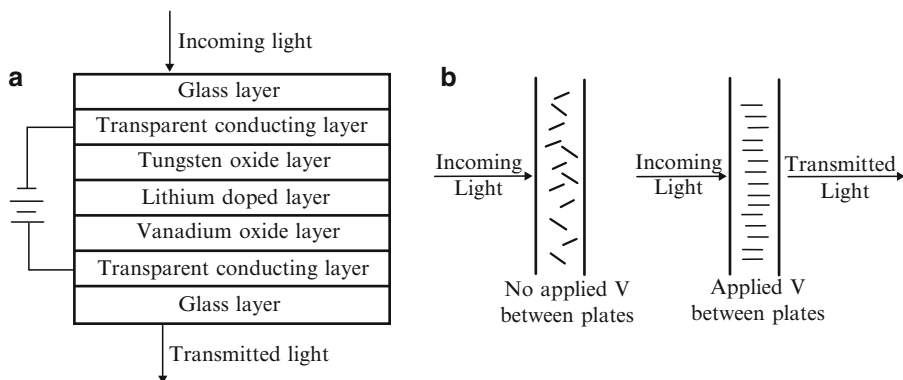 a
Incoming light
Glass layer
Transparent conducting layer
Tungsten oxide layer
Lithium doped layer
Vanadium oxide layer
Transparent conducting layer
Glass layer
Transmitted light
b
Incoming
Light
No applied V
between plates
Incoming
Light
Transmitted
Light
Applied V
between plates